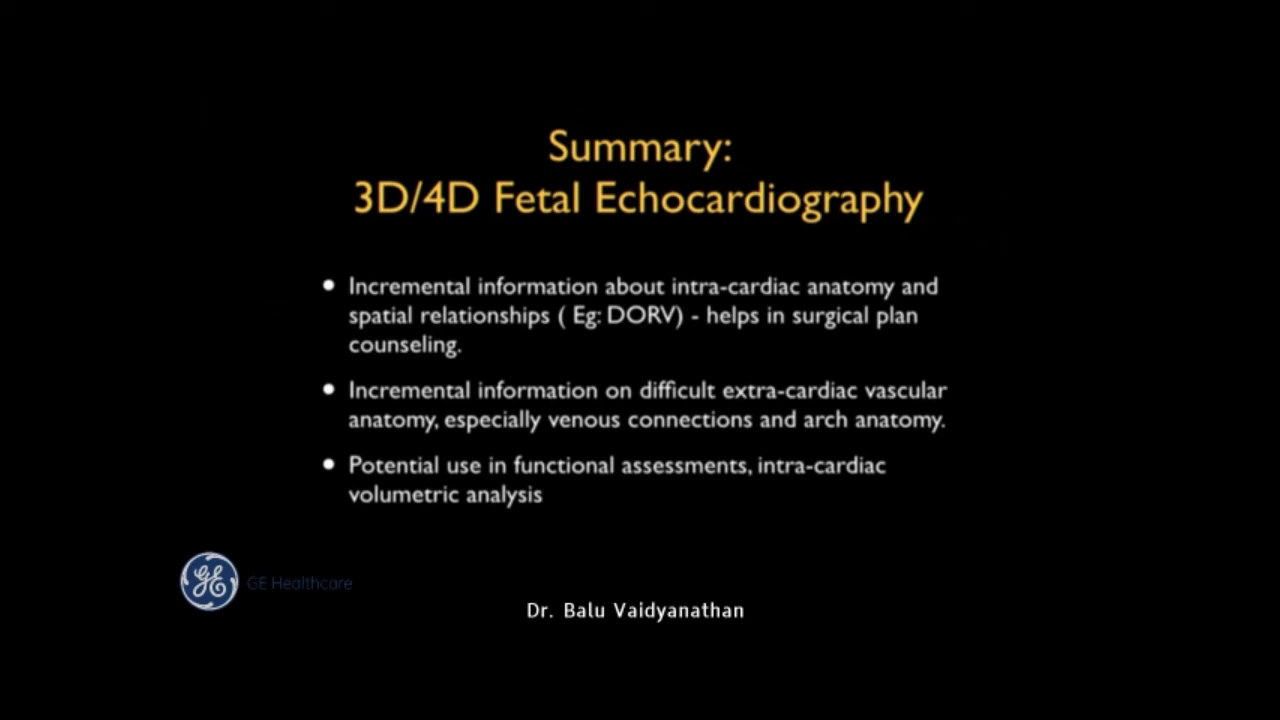 Summary:
3D/4D Fetal Echocardiography
• Incremental information about intra-cardiac anatomy and
spatial relationships ( Eg: DORV) - helps in surgical plan
counseling.
• Incremental information on difficult extra-cardiac vascular
anatomy, especially venous connections and arch anatomy.
• Potential use in functional assessments, intra-cardiac
volumetric analysis
GE GE Healthcare
Dr. Balu Vaidyanathan